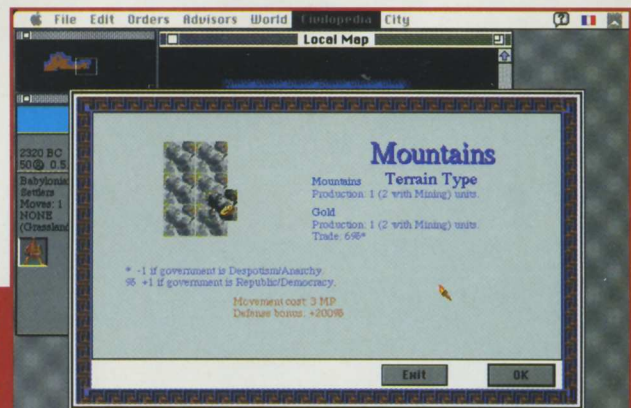 File Edit Orders Advisors World Civilopedia City
Local Map
2320 BC
50 0.5.
Babylonian
Settlers
Moves: 1
NONE
(Grassland
Mountains
Terrain Type
Mountains
Production: 1 (2 with Mining) units.
Gold
Production: 1 (2 with Mining) units.
Trade: 6%*
* -1 if government is Despotism/Anarchy
% +1 if government is Republic/Democracy.
Movement cost: 3 MP
Defense bonus: +200%
Exit OK